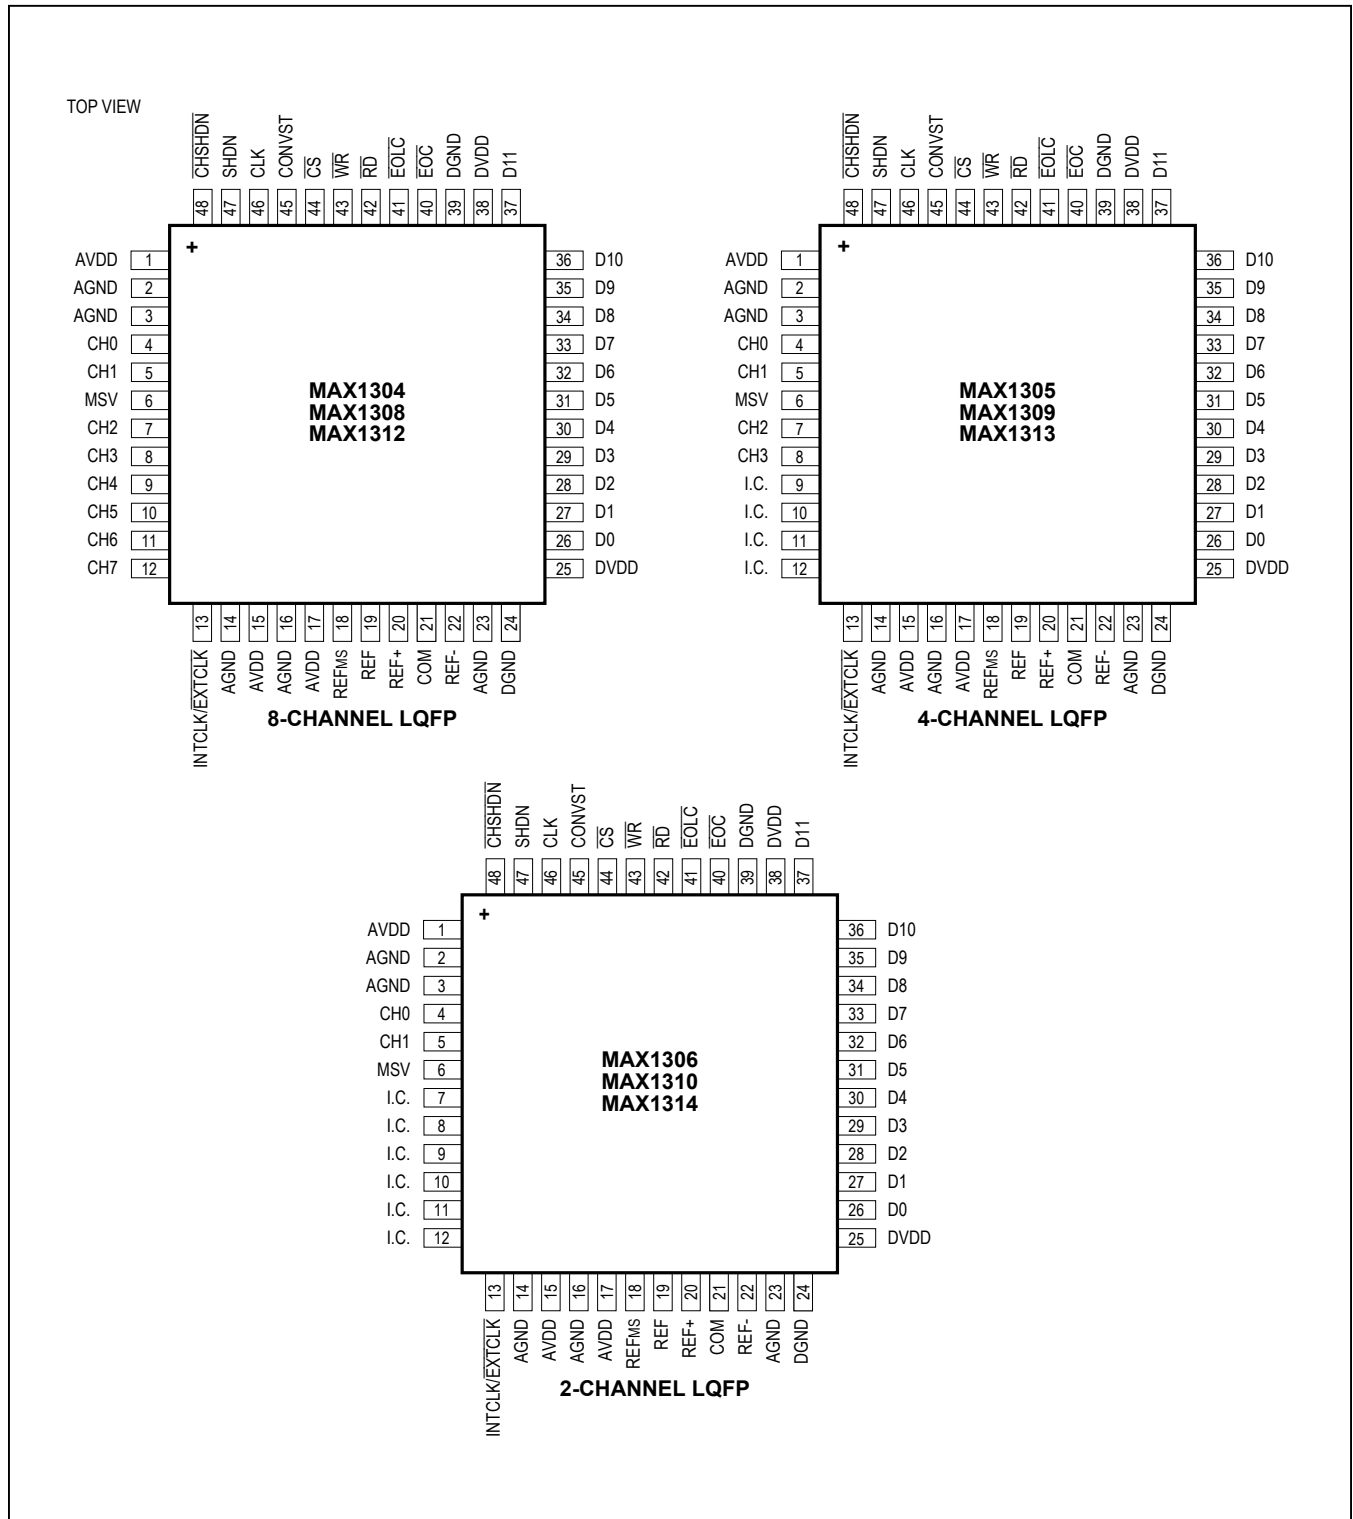 TOP VIEW
CHSHDN
SHDN
CLK
CONVST
CS
WR
RD
EOLC
EOC
DGND
DVDD
D11
48 47 46 45 44 43 42 41 40 39 38 37
+
AVDD 1
AGND 2
AGND 3
CH0 4
CH1 5
MSV 6
CH2 7
CH3 8
CH4 9
CH5 10
CH6 11
CH7 12
MAX1304
MAX1308
MAX1312
36 D10
35 D9
34 D8
33 D7
32 D6
31 D5
30 D4
29 D3
28 D2
27 D1
26 D0
25 DVDD
13 14 15 16 17 18 19 20 21 22 23 24
INTCLK/EXTCLK
AGND
AVDD
AGND
AVDD
REFMS
REF
REF+
COM
REF-
AGND
DGND
8-CHANNEL LQFP
CHSHDN
SHDN
CLK
CONVST
CS
WR
RD
EOLC
EOC
DGND
DVDD
D11
48 47 46 45 44 43 42 41 40 39 38 37
+
AVDD 1
AGND 2
AGND 3
CH0 4
CH1 5
MSV 6
CH2 7
CH3 8
I.C. 9
I.C. 10
I.C. 11
I.C. 12
MAX1305
MAX1309
MAX1313
36 D10
35 D9
34 D8
33 D7
32 D6
31 D5
30 D4
29 D3
28 D2
27 D1
26 D0
25 DVDD
13 14 15 16 17 18 19 20 21 22 23 24
INTCLK/EXTCLK
AGND
AVDD
AGND
AVDD
REFMS
REF
REF+
COM
REF-
AGND
DGND
4-CHANNEL LQFP
CHSHDN
SHDN
CLK
CONVST
CS
WR
RD
EOLC
EOC
DGND
DVDD
D11
48 47 46 45 44 43 42 41 40 39 38 37
+
AVDD 1
AGND 2
AGND 3
CH0 4
CH1 5
MSV 6
I.C. 7
I.C. 8
I.C. 9
I.C. 10
I.C. 11
I.C. 12
MAX1306
MAX1310
MAX1314
36 D10
35 D9
34 D8
33 D7
32 D6
31 D5
30 D4
29 D3
28 D2
27 D1
26 D0
25 DVDD
13 14 15 16 17 18 19 20 21 22 23 24
INTCLK/EXTCLK
AGND
AVDD
AGND
AVDD
REFMS
REF
REF+
COM
REF-
AGND
DGND
2-CHANNEL LQFP